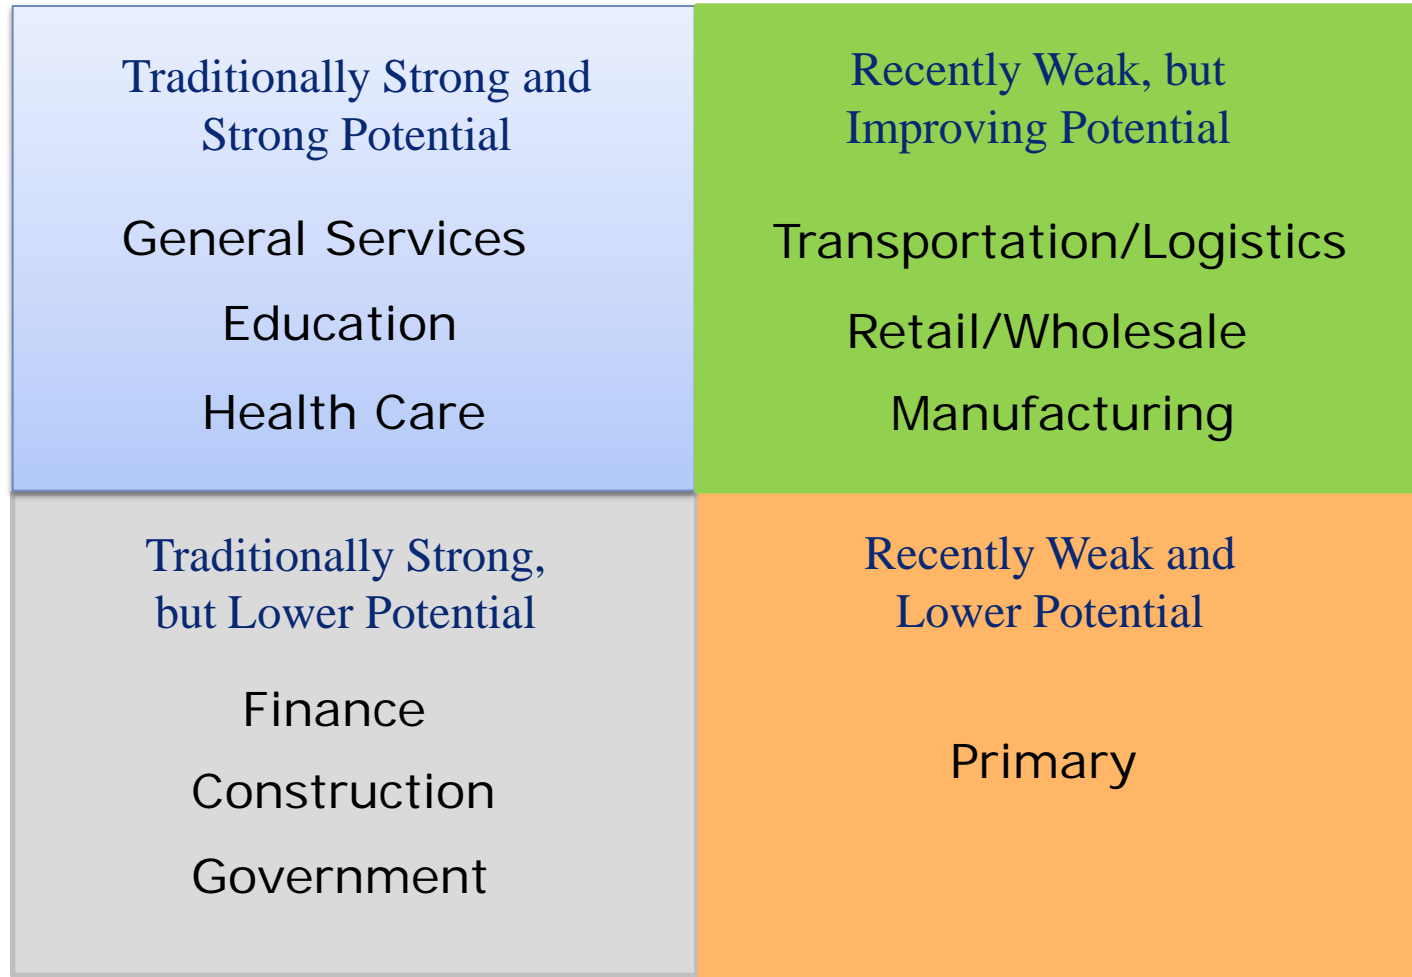 Traditionally Strong and
Strong Potential
General Services
Education
Health Care
Recently Weak, but
Improving Potential
Transportation/Logistics
Retail/Wholesale
Manufacturing
Traditionally Strong,
but Lower Potential
Finance
Construction
Government
Recently Weak and
Lower Potential
Primary